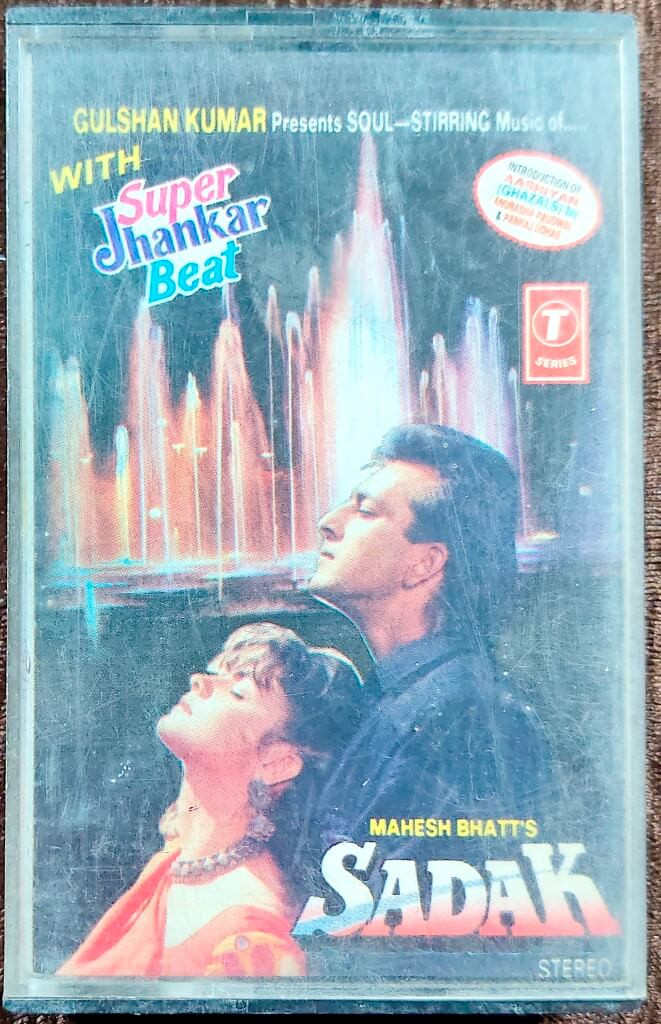 GULSHAN KUMAR Presents SOUL—STIRRING Music of.....
WITH
Super
Jhankar
Beat
INTRODUCTION OF
AASHIYAN
(GHAZALS) by
ANURADHA PAUDWAL
& PANKAJ UDHAS
T
SERIES
MAHESH BHATT'S
SADAK
STEREO